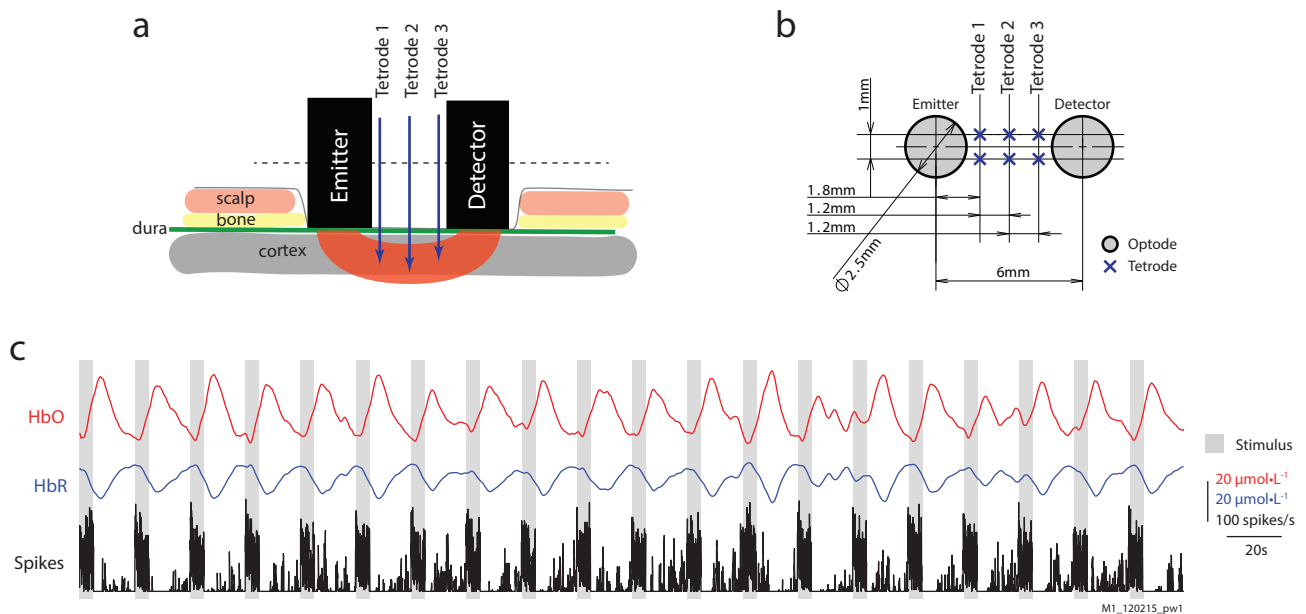 a
Tetrode 1
Tetrode 2
Tetrode 3
Emitter
Detector
scalp
bone
dura
cortex
b
Tetrode 1
Tetrode 2
Tetrode 3
1mm
Emitter
Detector
1.8mm
1.2mm
1.2mm
∅2.5mm
6mm
Optode
Tetrode
c
HbO
HbR
Spikes
Stimulus
20 μmol•L⁻¹
20 μmol•L⁻¹
100 spikes/s
20s
M1_120215_pw1